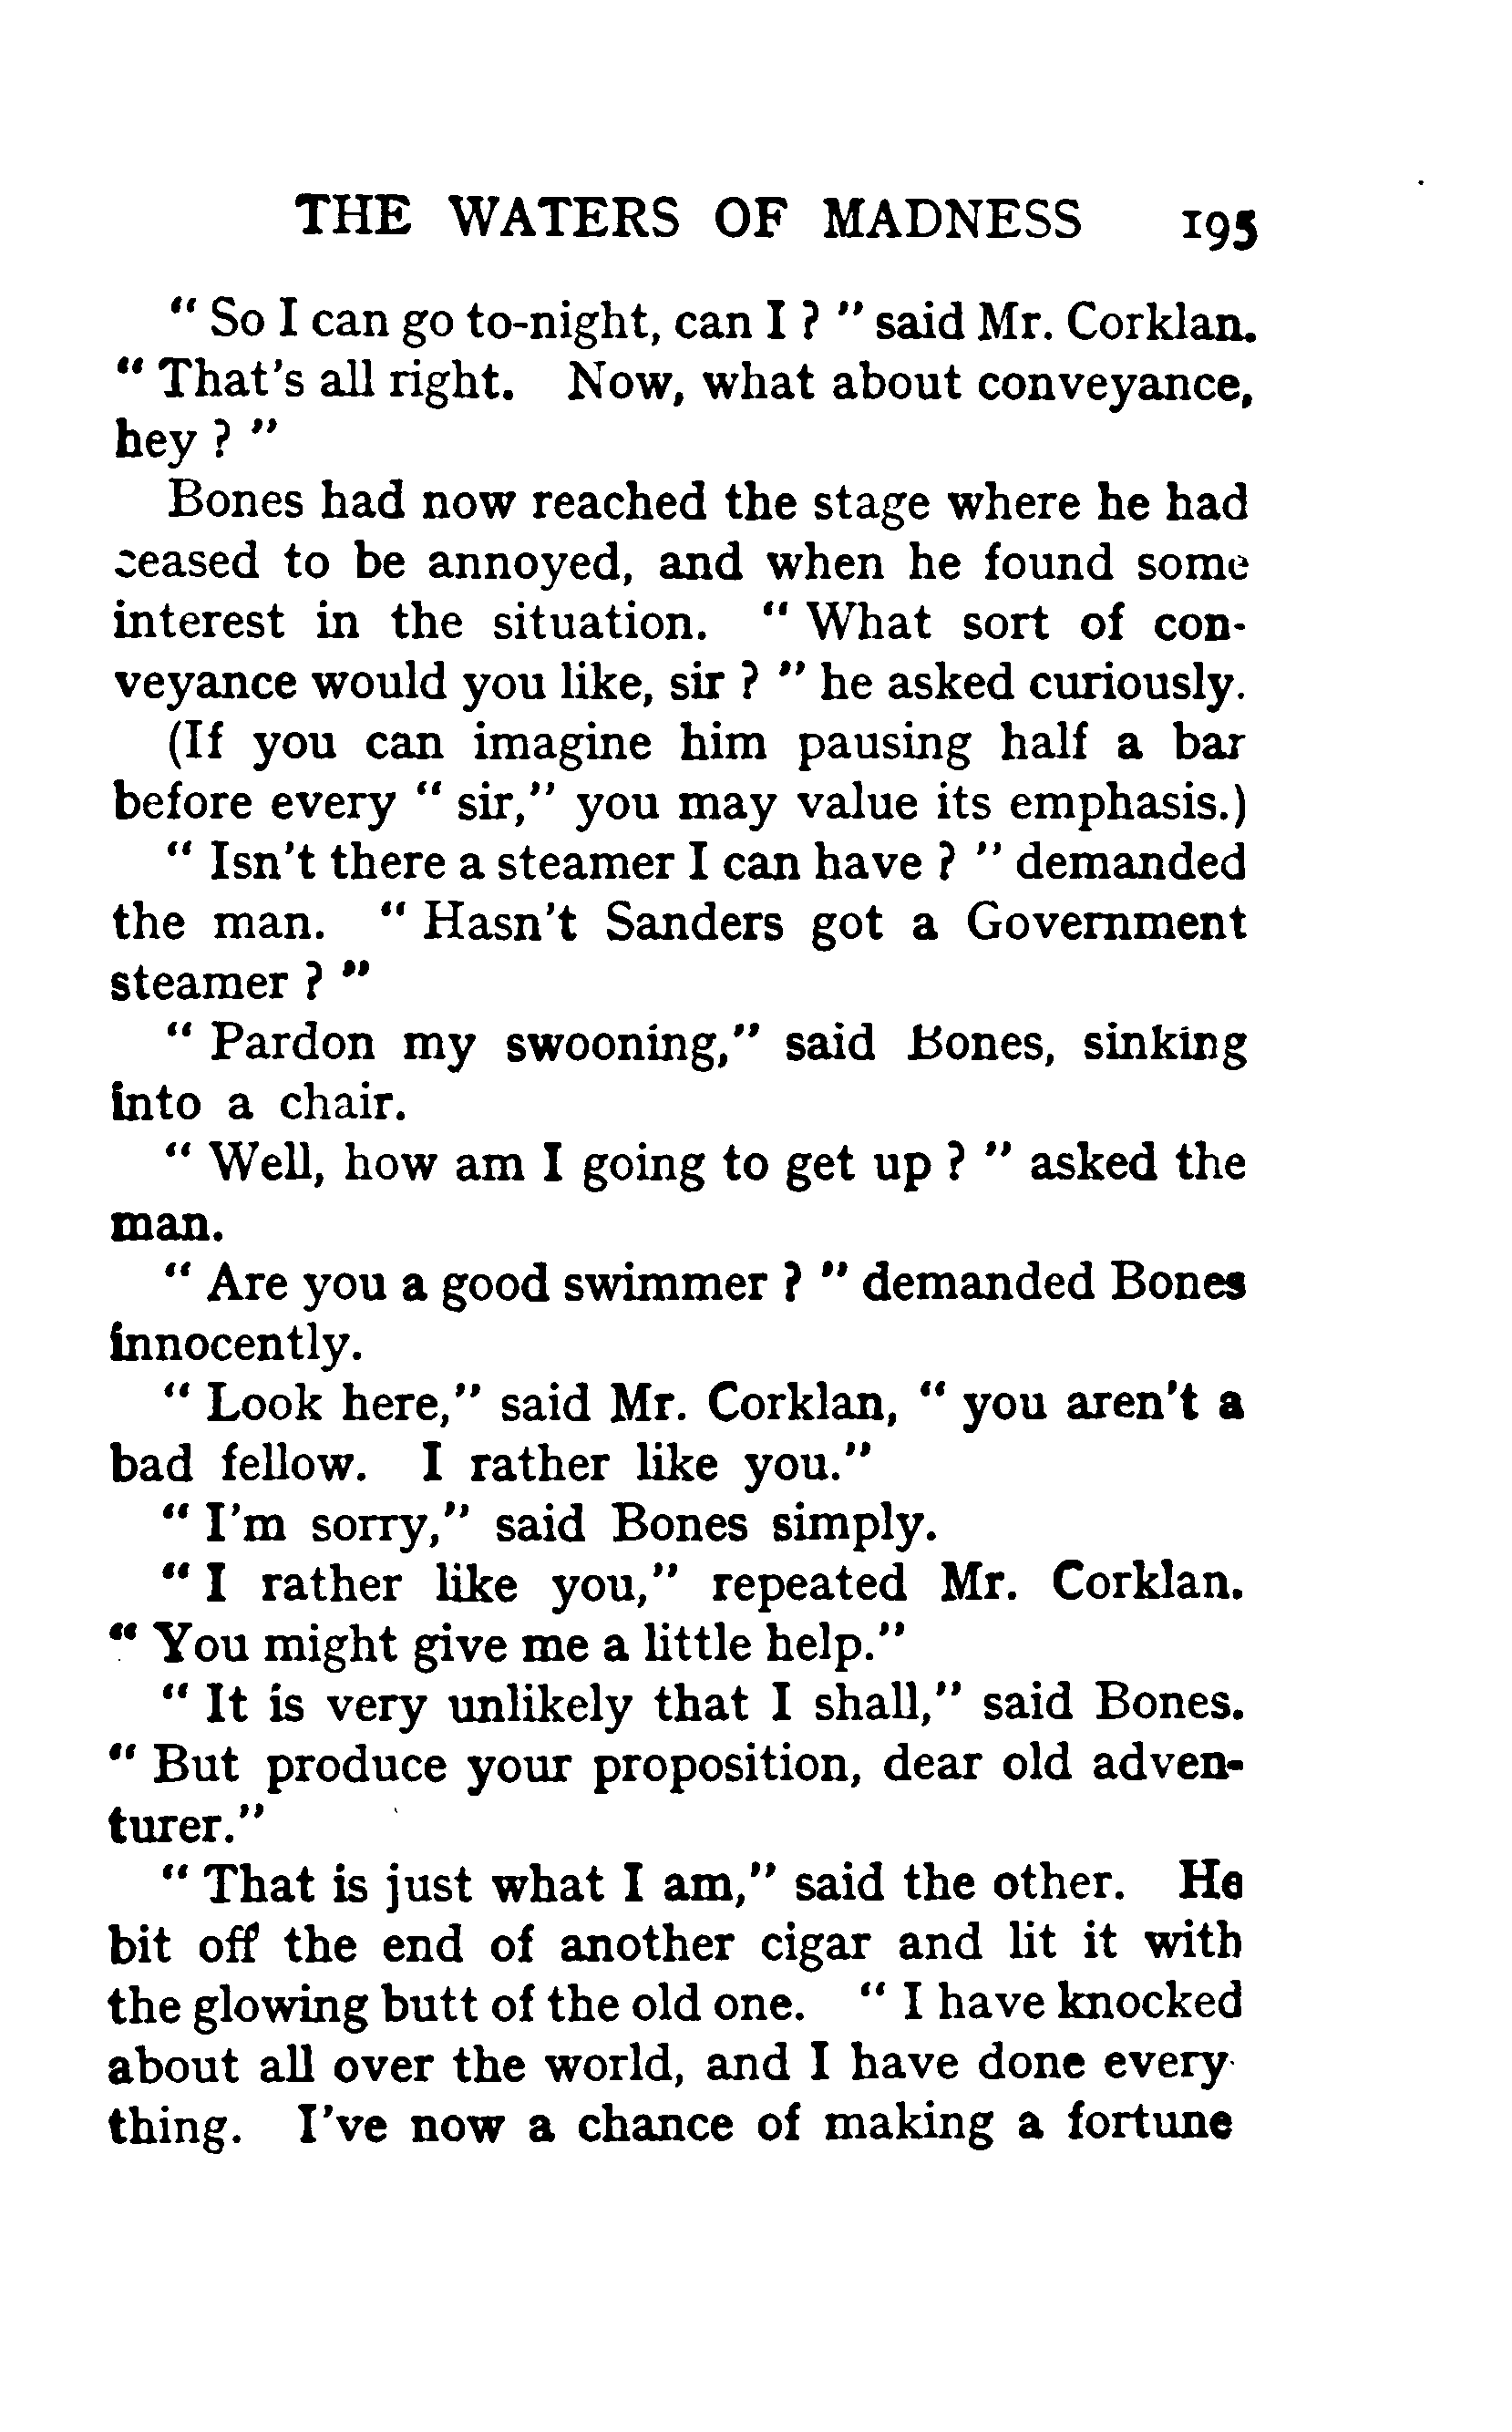 THE WATERS OF MADNESS 195
" So I can go to-night, can I ? " said Mr. Corklan.
" That's all right. Now, what about conveyance,
hey ? "
Bones had now reached the stage where he had
ceased to be annoyed, and when he found some
interest in the situation. " What sort of con-
veyance would you like, sir ? " he asked curiously.
(If you can imagine him pausing half a bar
before every " sir," you may value its emphasis.)
" Isn't there a steamer I can have ? " demanded
the man. " Hasn't Sanders got a Government
steamer ? "
" Pardon my swooning," said Bones, sinking
into a chair.
" Well, how am I going to get up ? " asked the
man.
" Are you a good swimmer ? " demanded Bones
innocently.
" Look here," said Mr. Corklan, " you aren't a
bad fellow. I rather like you."
" I'm sorry," said Bones simply.
" I rather like you," repeated Mr. Corklan.
" You might give me a little help."
" It is very unlikely that I shall," said Bones.
" But produce your proposition, dear old adven-
turer."
" That is just what I am," said the other. He
bit off the end of another cigar and lit it with
the glowing butt of the old one. " I have knocked
about all over the world, and I have done every-
thing. I've now a chance of making a fortune